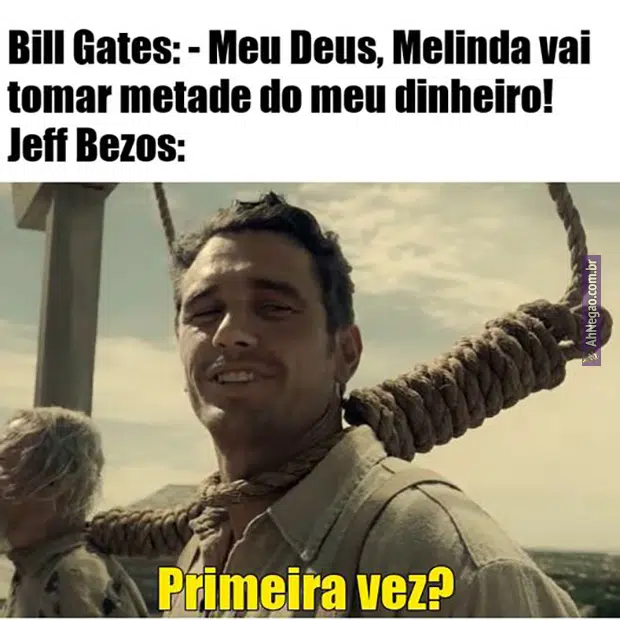 Bill Gates: - Meu Deus, Melinda vai
tomar metade do meu dinheiro!
Jeff Bezos:
AhNegao.com.br
Primeira vez?